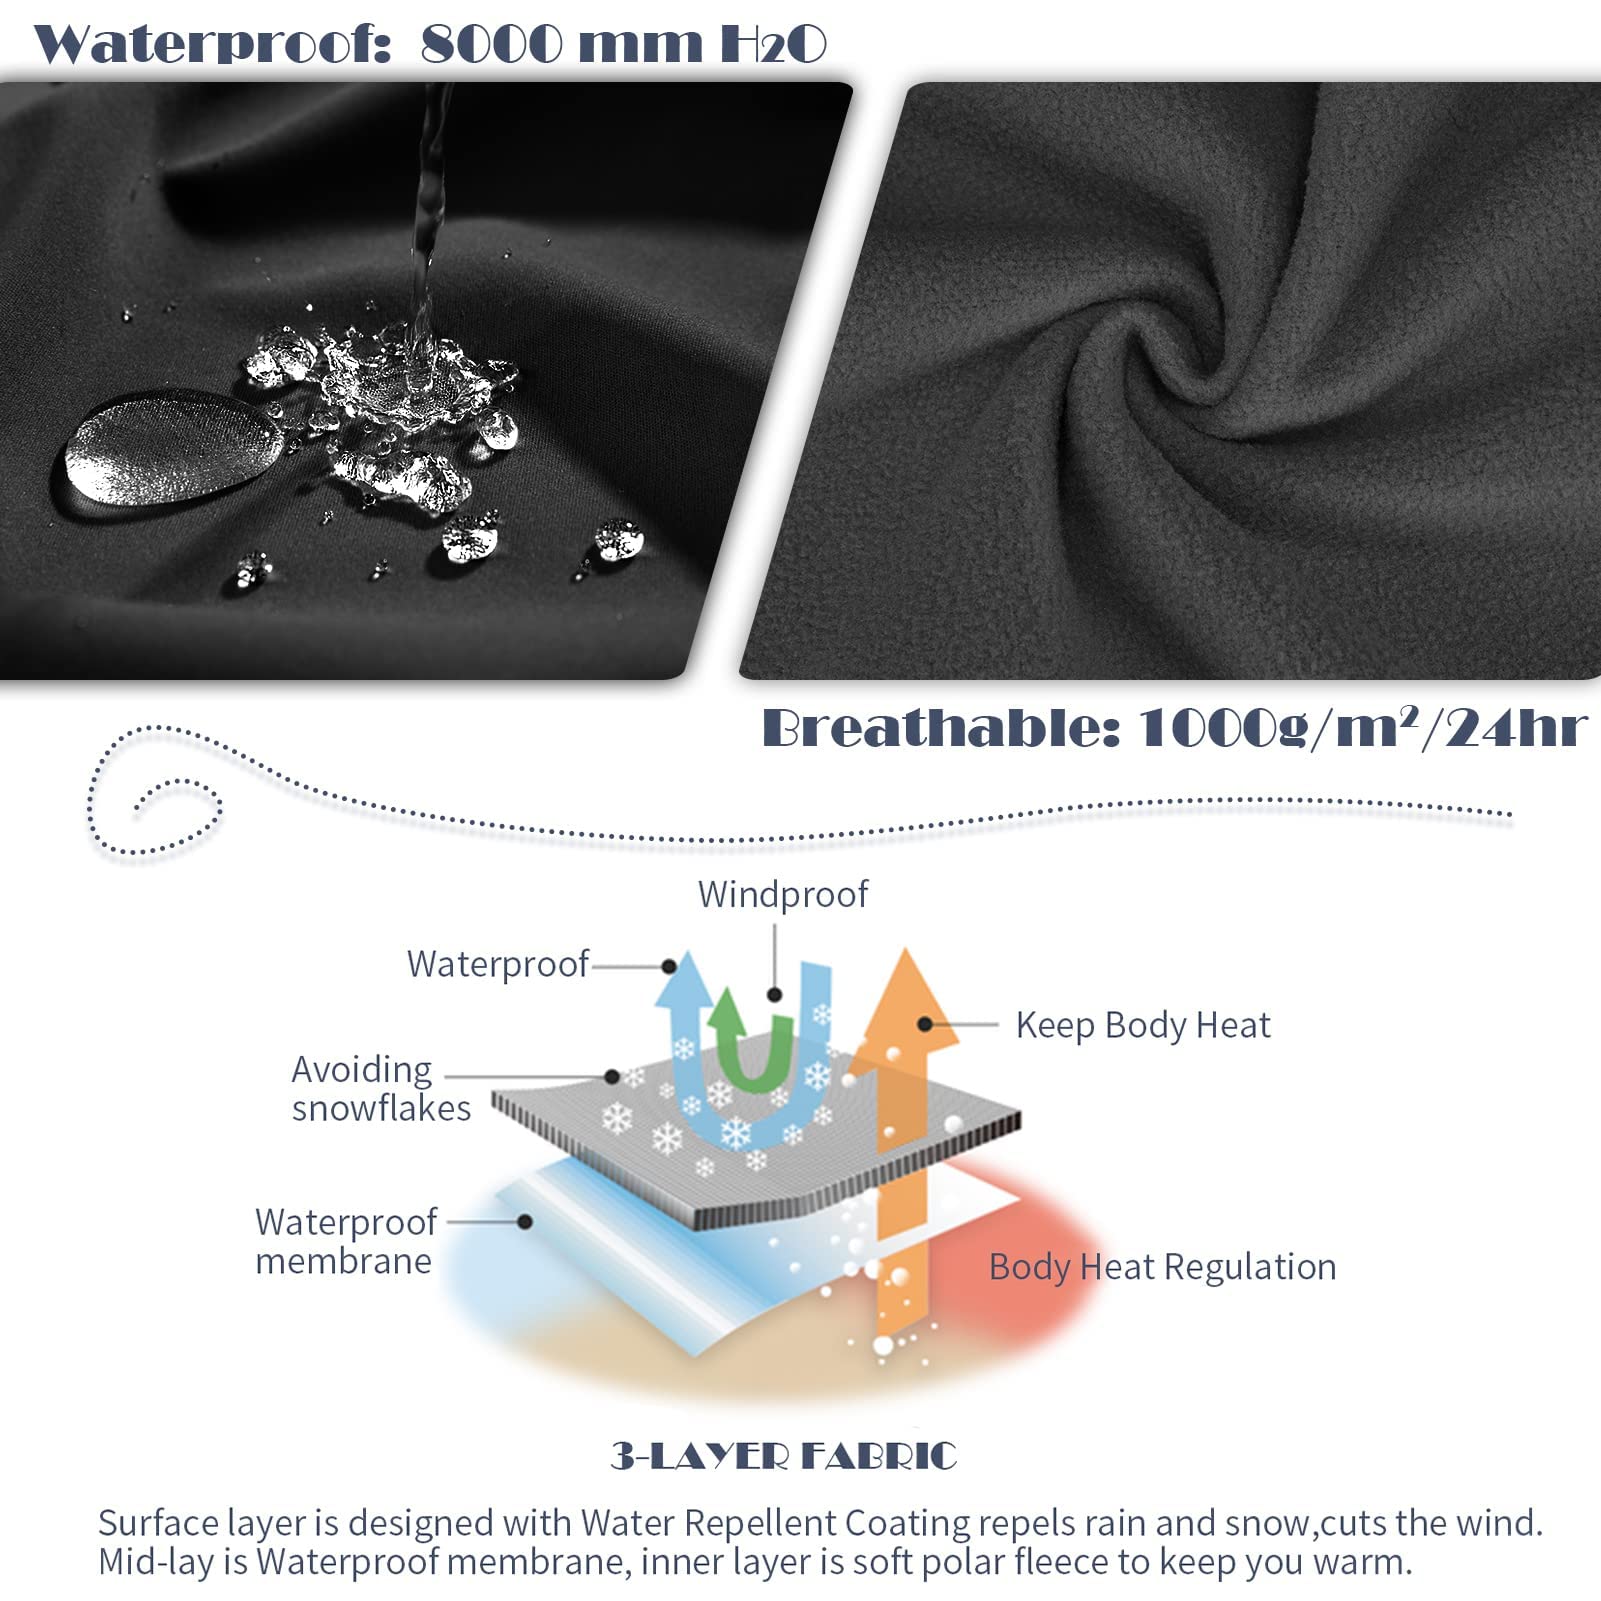 Waterproof: 8000 mm H2O
Breathable: 1000g/m²/24hr
Windproof
Waterproof
Keep Body Heat
Avoiding
snowflakes
Waterproof
membrane
Body Heat Regulation
3-LAYER FABRIC
Surface layer is designed with Water Repellent Coating repels rain and snow,cuts the wind.
Mid-lay is Waterproof membrane, inner layer is soft polar fleece to keep you warm.